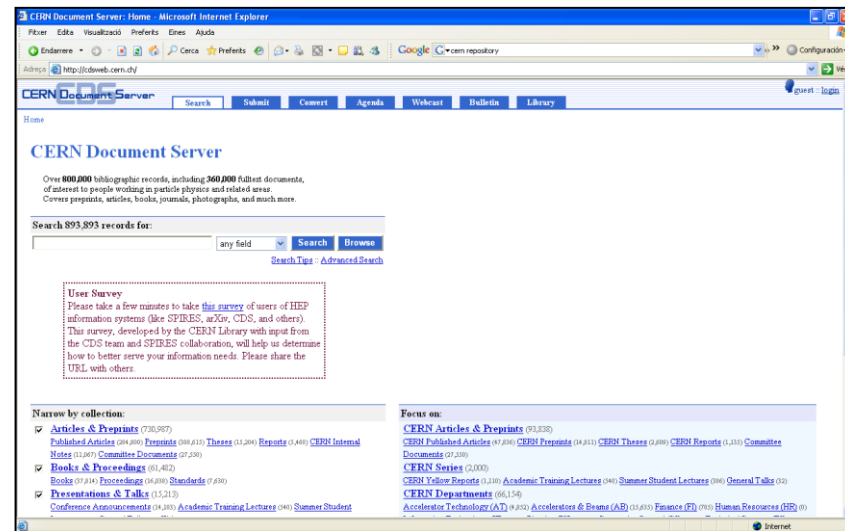 CERN Document Server: Home - Microsoft Internet Explorer
Fitxer Edita Visualització Preferits Eines Ajuda
Endarrere Cerca Preferits Google G cern repository Configuración
Adreça http://cdsweb.cern.ch/
CERN Document Server
CDS
Search Submit Convert Agenda Webcast Bulletin Library
guest :: login
Home
CERN Document Server
Over 800,000 bibliographic records, including 360,000 fulltext documents,
of interest to people working in particle physics and related areas.
Covers preprints, articles, books, journals, photographs, and much more.
Search 893,893 records for:
any field Search Browse
Search Tips :: Advanced Search
User Survey
Please take a few minutes to take this survey of users of HEP
information systems (like SPIRES, arXiv, CDS, and others).
This survey, developed by the CERN Library with input from
the CDS team and SPIRES collaboration, will help us determine
how to better serve your information needs. Please share the
URL with others.
Narrow by collection:
Articles & Preprints (730,987)
Published Articles Preprints Theses Reports CERN Internal
Notes Committee Documents (27,530)
Books & Proceedings (61,482)
Books Proceedings Standards (7,630)
Presentations & Talks (15,213)
Conference Announcements Academic Training Lectures Summer Student
Focus on:
CERN Articles & Preprints (93,838)
CERN Published Articles CERN Preprints CERN Theses CERN Reports Committee
Documents (27,530)
CERN Series (2,000)
CERN Yellow Reports Academic Training Lectures Summer Student Lectures General Talks
CERN Departments (66,154)
Accelerator Technology (AT) Accelerators & Beams (AB) Finance (FI) Human Resources (HR) (0)
Internet